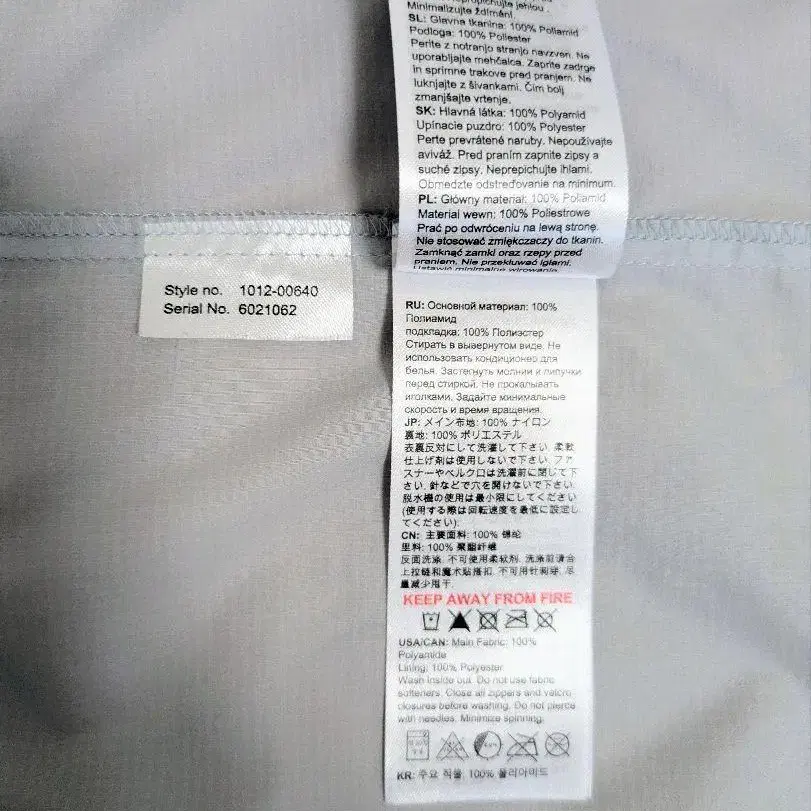 Minimalizujte ždímání.
SL: Glavna tkanina: 100% Poliamid
Podloga: 100% Poliester
Perite z notranjo stranjo navzven. Ne
uporabljajte mehčalca. Zaprite zadrge
in sprimne trakove pred pranjem. Ne
luknjajte z šivankami. Čim bolj
zmanjšajte vrtenje.
SK: Hlavná látka: 100% Polyamid
Upínacie puzdro: 100% Polyester
Perte prevrátené naruby. Nepoužívajte
aviváž. Pred praním zapnite zipsy a
suché zipsy. Neprepichujte ihlami.
Obmedzte odstreďovanie na minimum.
PL: Główny materiał: 100% Poliamid
Materiał wewn: 100% Poliestrowe
Prać po odwróceniu na lewą stronę.
Nie stosować zmiękczaczy do tkanin.
Zamknąć zamki oraz rzepy przed
praniem. Nie przekłuwać igłami.
Ustawić minimalne wirowanie.
Style no. 1012-00640
Serial No. 6021062
RU: Основной материал: 100%
Полиамид
подкладка: 100% Полиэстер
Стирать в вывернутом виде. Не
использовать кондиционер для
белья. Застегнуть молнии и липучки
перед стиркой. Не прокалывать
иголками. Задайте минимальные
скорость и время вращения.
JP: メイン布地: 100% ナイロン
裏地: 100% ポリエステル
表裏反対にして洗濯して下さい. 柔軟
仕上げ剤は使用しないで下さい. ファ
スナーやベルクロは洗濯前に閉じて下
さい. 針などで穴を開けないで下さい.
脱水機の使用は最小限にしてください
(使用する際は回転速度を最低に設定し
てください).
CN: 主要面料: 100% 锦纶
里料: 100% 聚酯纤维
反面洗涤. 不可使用柔软剂. 洗涤前请合
上拉链和魔术贴搭扣. 不可用针刺穿. 尽
量减少甩干.
KEEP AWAY FROM FIRE
USA/CAN: Main Fabric: 100%
Polyamide
Lining: 100% Polyester
Wash inside out. Do not use fabric
softeners. Close all zippers and velcro
closures before washing. Do not pierce
with needles. Minimize spinning.
KR: 주요 직물: 100% 폴리아미드